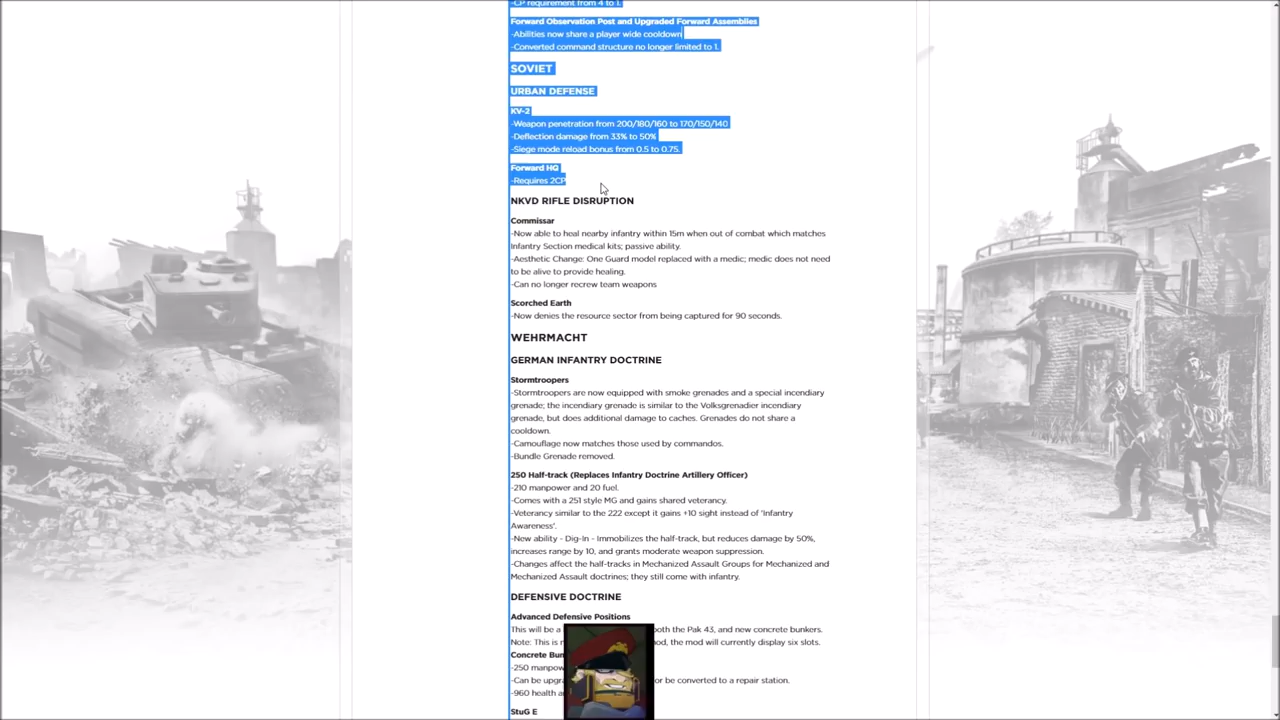 -CP requirement from 4 to 1.
Forward Observation Post and Upgraded Forward Assemblies
-Abilities now share a player wide cooldown
-Converted command structure no longer limited to 1.
SOVIET
URBAN DEFENSE
KV-2
-Weapon penetration from 200/180/160 to 170/150/140
-Deflection damage from 33% to 50%
-Siege mode reload bonus from 0.5 to 0.75.
Forward HQ
-Requires 2CP
NKVD RIFLE DISRUPTION
Commissar
-Now able to heal nearby infantry within 15m when out of combat which matches
Infantry Section medical kits; passive ability.
-Aesthetic Change: One Guard model replaced with a medic; medic does not need
to be alive to provide healing.
-Can no longer recrew team weapons
Scorched Earth
-Now denies the resource sector from being captured for 90 seconds.
WEHRMACHT
GERMAN INFANTRY DOCTRINE
Stormtroopers
-Stormtroopers are now equipped with smoke grenades and a special incendiary
grenade; the incendiary grenade is similar to the Volksgrenadier incendiary
grenade, but does additional damage to caches. Grenades do not share a
cooldown.
-Camouflage now matches those used by commandos.
-Bundle Grenade removed.
250 Half-track (Replaces Infantry Doctrine Artillery Officer)
-210 manpower and 20 fuel.
-Comes with a 251 style MG and gains shared veterancy.
-Veterancy similar to the 222 except it gains +10 sight instead of 'Infantry
Awareness'.
-New ability - Dig-In - Immobilizes the half-track, but reduces damage by 50%,
increases range by 10, and grants moderate weapon suppression.
-Changes affect the half-tracks in Mechanized Assault Groups for Mechanized and
Mechanized Assault doctrines; they still come with infantry.
DEFENSIVE DOCTRINE
Advanced Defensive Positions
This will be a both the Pak 43, and new concrete bunkers.
Note: This is mod, the mod will currently display six slots.
Concrete
-250
-Can be or be converted to a repair station.
-960 health
StuG E